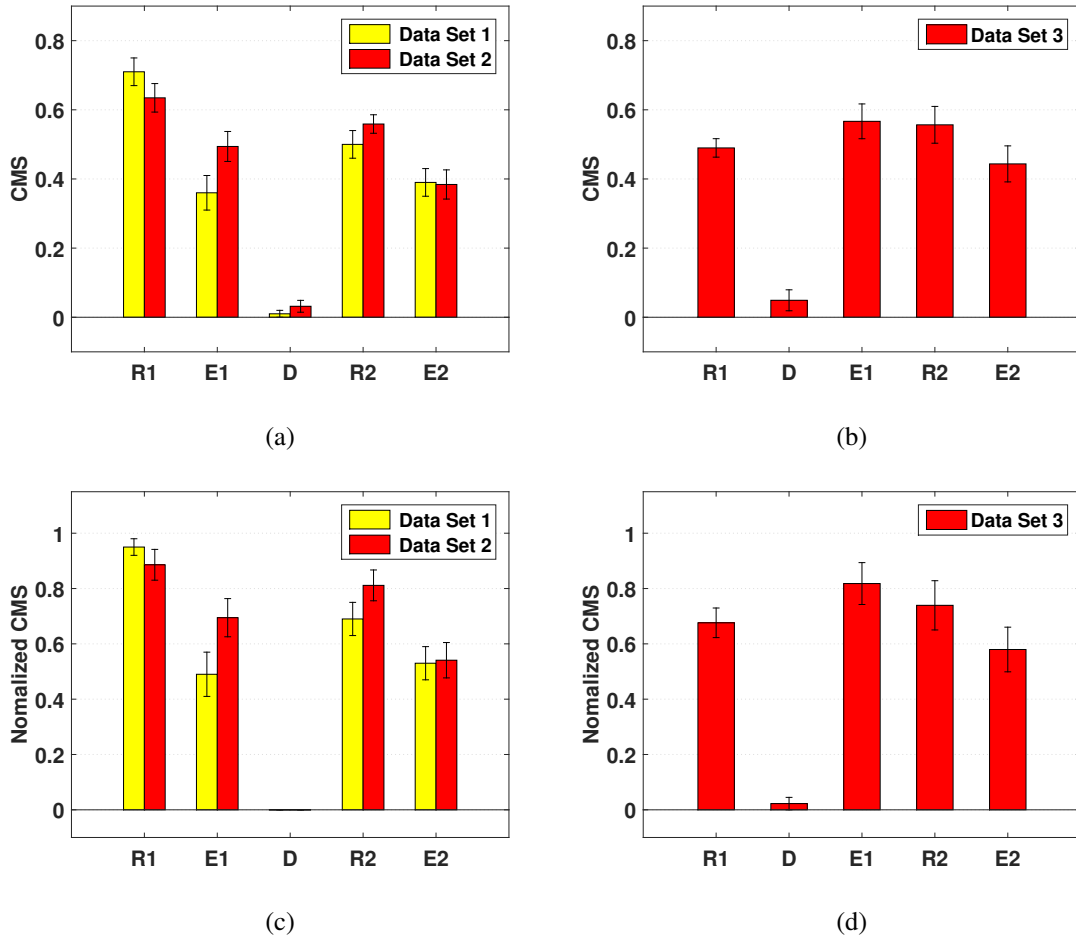 0.8
0.6
0.4
0.2
0
CMS
R1 E1 D R2 E2
Data Set 1
Data Set 2
(a)
0.8
0.6
0.4
0.2
0
CMS
R1 D E1 R2 E2
Data Set 3
(b)
1
0.8
0.6
0.4
0.2
0
Nomalized CMS
R1 E1 D R2 E2
Data Set 1
Data Set 2
(c)
1
0.8
0.6
0.4
0.2
0
Nomalized CMS
R1 D E1 R2 E2
Data Set 3
(d)